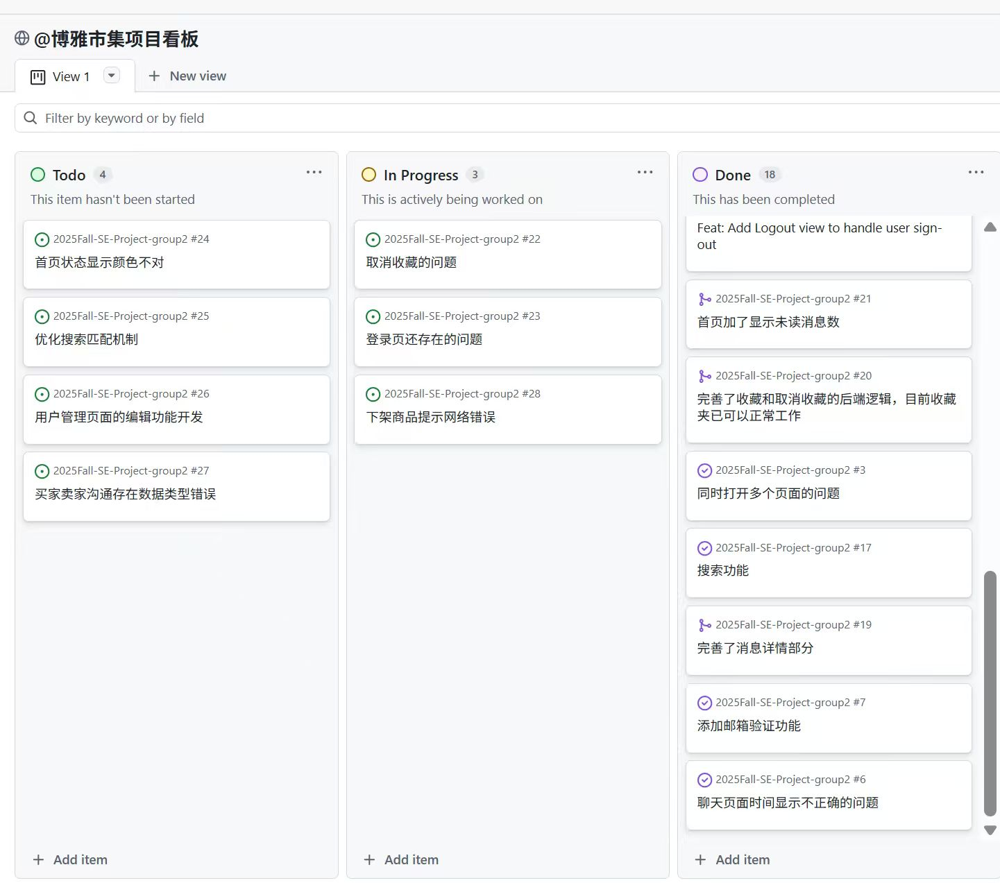 @博雅市集项目看板
View 1
New view
Filter by keyword or by field
Todo 4
This item hasn't been started
2025Fall-SE-Project-group2 #24
首页状态显示颜色不对
2025Fall-SE-Project-group2 #25
优化搜索匹配机制
2025Fall-SE-Project-group2 #26
用户管理页面的编辑功能开发
2025Fall-SE-Project-group2 #27
买家卖家沟通存在数据类型错误
Add item
In Progress 3
This is actively being worked on
2025Fall-SE-Project-group2 #22
取消收藏的问题
2025Fall-SE-Project-group2 #23
登录页还存在的问题
2025Fall-SE-Project-group2 #28
下架商品提示网络错误
Add item
Done 18
This has been completed
Feat: Add Logout view to handle user sign-
out
2025Fall-SE-Project-group2 #21
首页加了显示未读消息数
2025Fall-SE-Project-group2 #20
完善了收藏和取消收藏的后端逻辑，目前收藏
夹已可以正常工作
2025Fall-SE-Project-group2 #3
同时打开多个页面的问题
2025Fall-SE-Project-group2 #17
搜索功能
2025Fall-SE-Project-group2 #19
完善了消息详情部分
2025Fall-SE-Project-group2 #7
添加邮箱验证功能
2025Fall-SE-Project-group2 #6
聊天页面时间显示不正确的问题
Add item